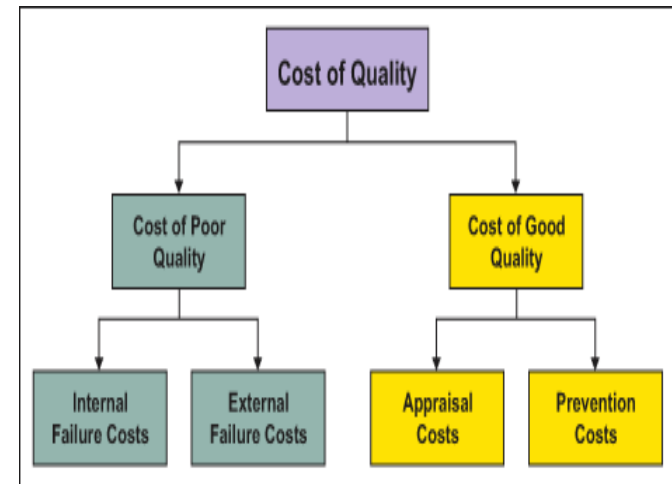 Cost of Quality
Cost of Poor
Quality
Cost of Good
Quality
Internal
Failure Costs
External
Failure Costs
Appraisal
Costs
Prevention
Costs